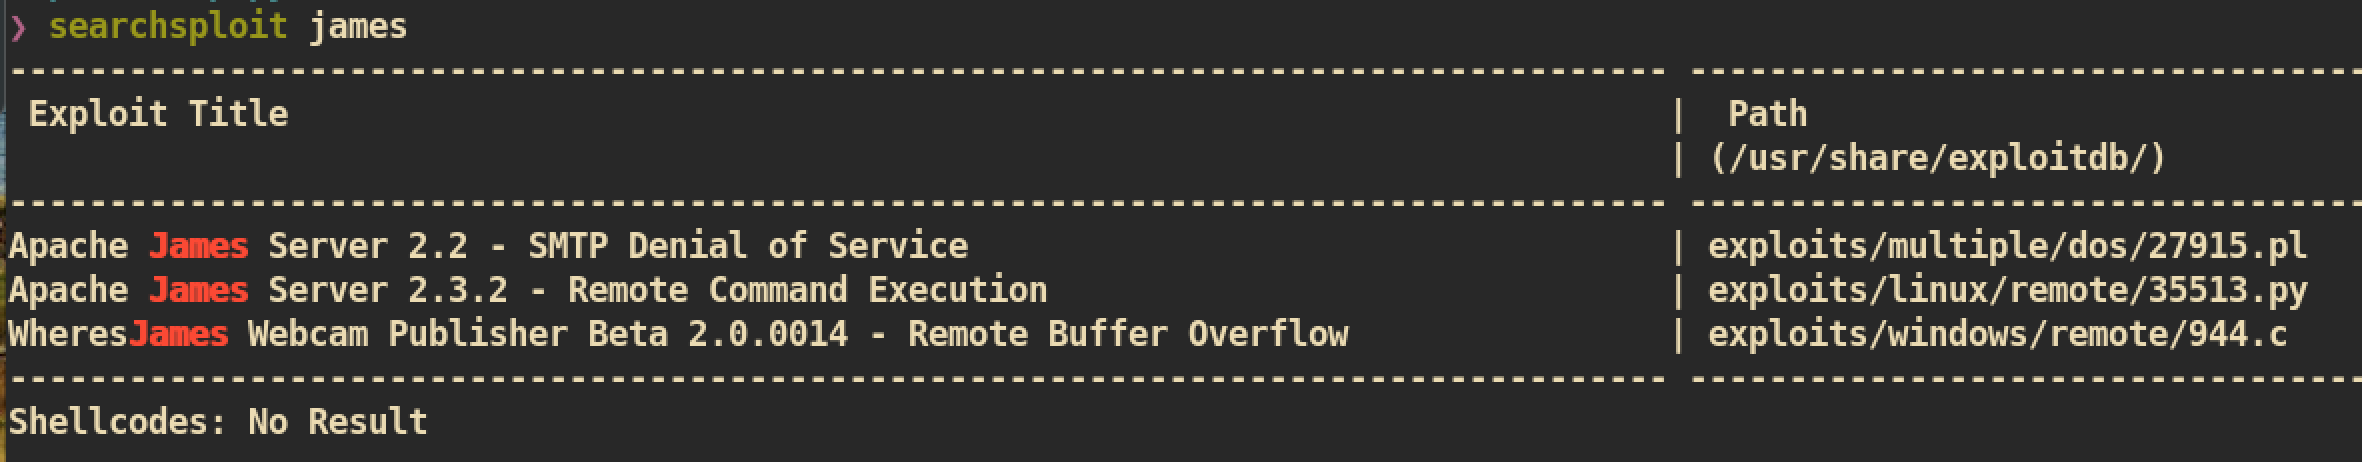 ❯ searchsploit james
----------------------------------------------------------------------------------- ----------------------------------
 Exploit Title                                                                     |  Path
                                                                                   | (/usr/share/exploitdb/)
----------------------------------------------------------------------------------- ----------------------------------
Apache James Server 2.2 - SMTP Denial of Service                                   | exploits/multiple/dos/27915.pl
Apache James Server 2.3.2 - Remote Command Execution                               | exploits/linux/remote/35513.py
WheresJames Webcam Publisher Beta 2.0.0014 - Remote Buffer Overflow                | exploits/windows/remote/944.c
----------------------------------------------------------------------------------- ----------------------------------
Shellcodes: No Result